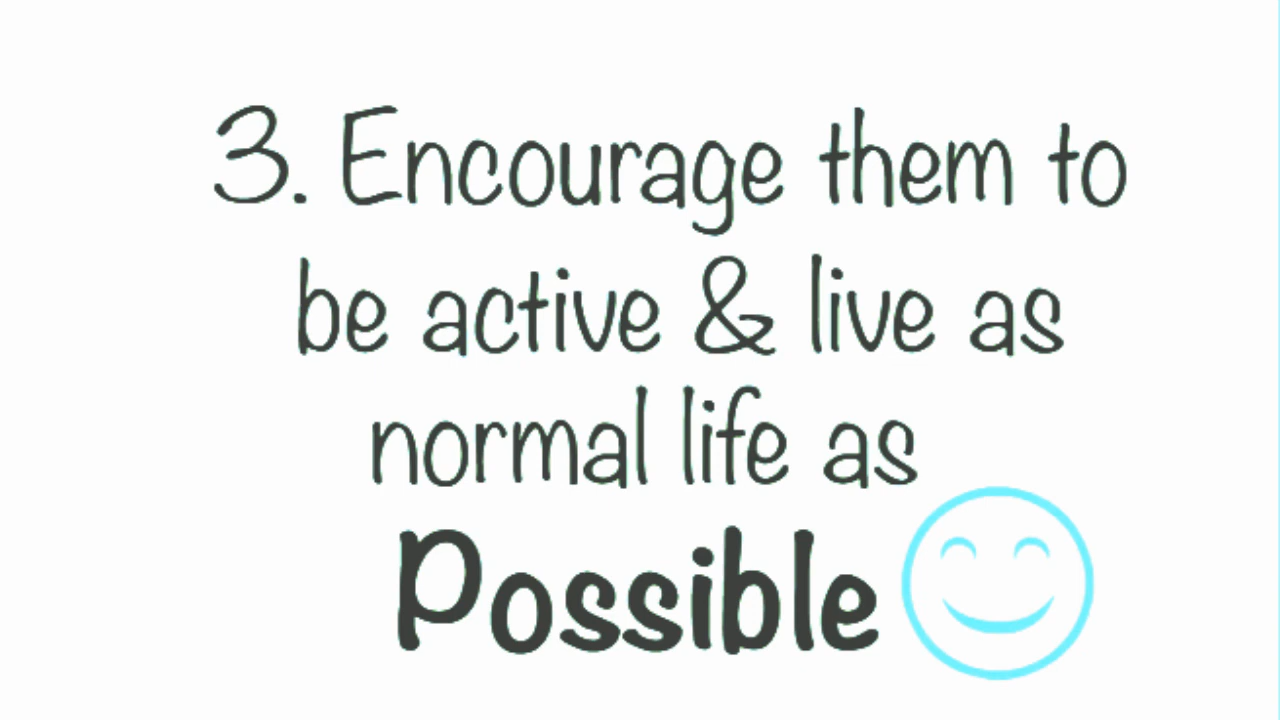 3. Encourage them to
be active & live as
normal life as
Possible